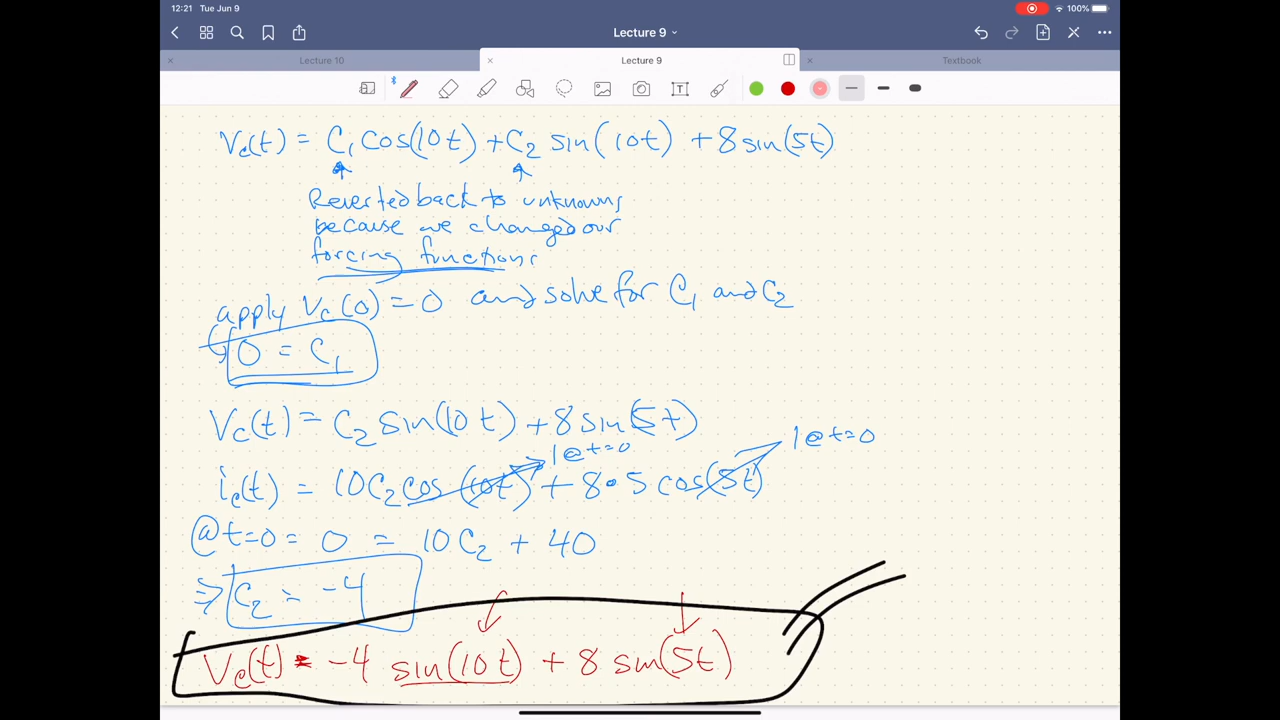 12:21 Tue Jun 9
100%
Lecture 9
Lecture 10
Lecture 9
Textbook
Vc(t) = C₁ cos(10t) + C₂ sin(10t) + 8 sin(5t)
Reverted back to unknowns
because we changed our
forcing functions
apply Vc(0) = 0 and solve for C₁ and C₂
0 = C₁
Vc(t) = C₂ sin(10t) + 8 sin(5t)
1 @ t=0
1 @ t=0
ic(t) = 10C₂ cos(10t) + 8·5 cos(5t)
@t=0 = 0 = 10C₂ + 40
⇒ C₂ = -4
Vc(t) = -4 sin(10t) + 8 sin(5t)